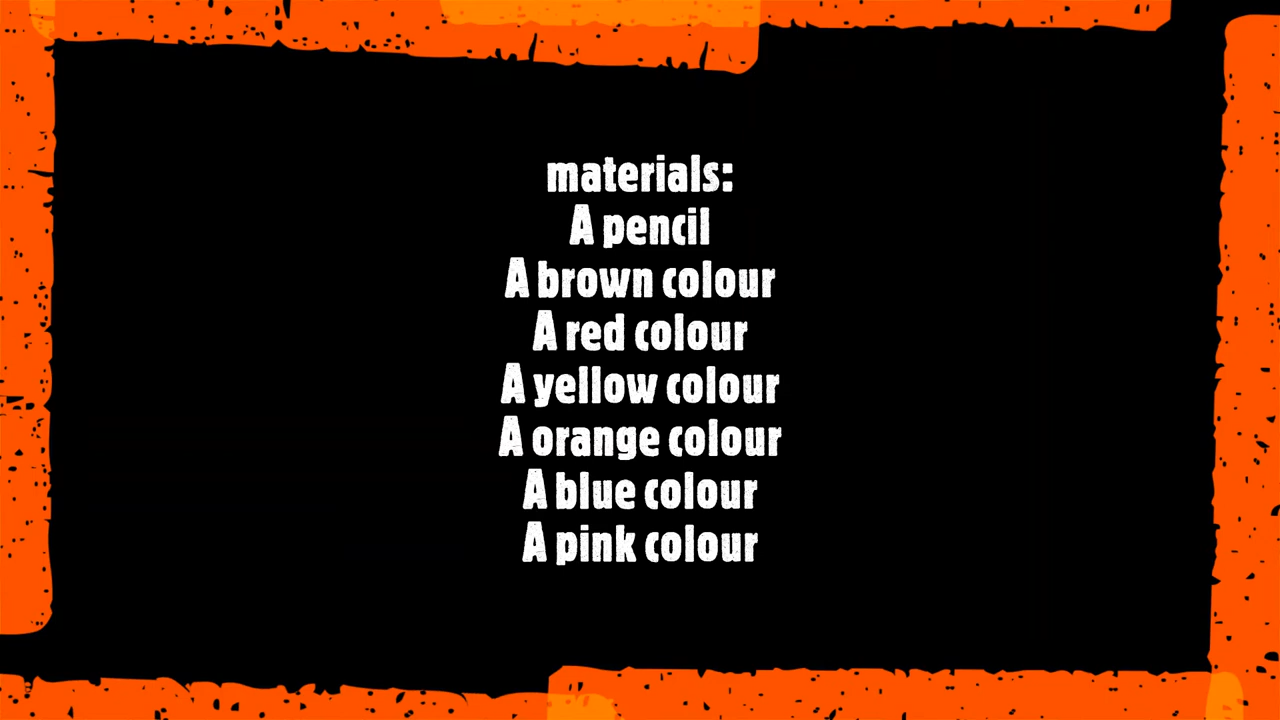 materials:
A pencil
A brown colour
A red colour
A yellow colour
A orange colour
A blue colour
A pink colour